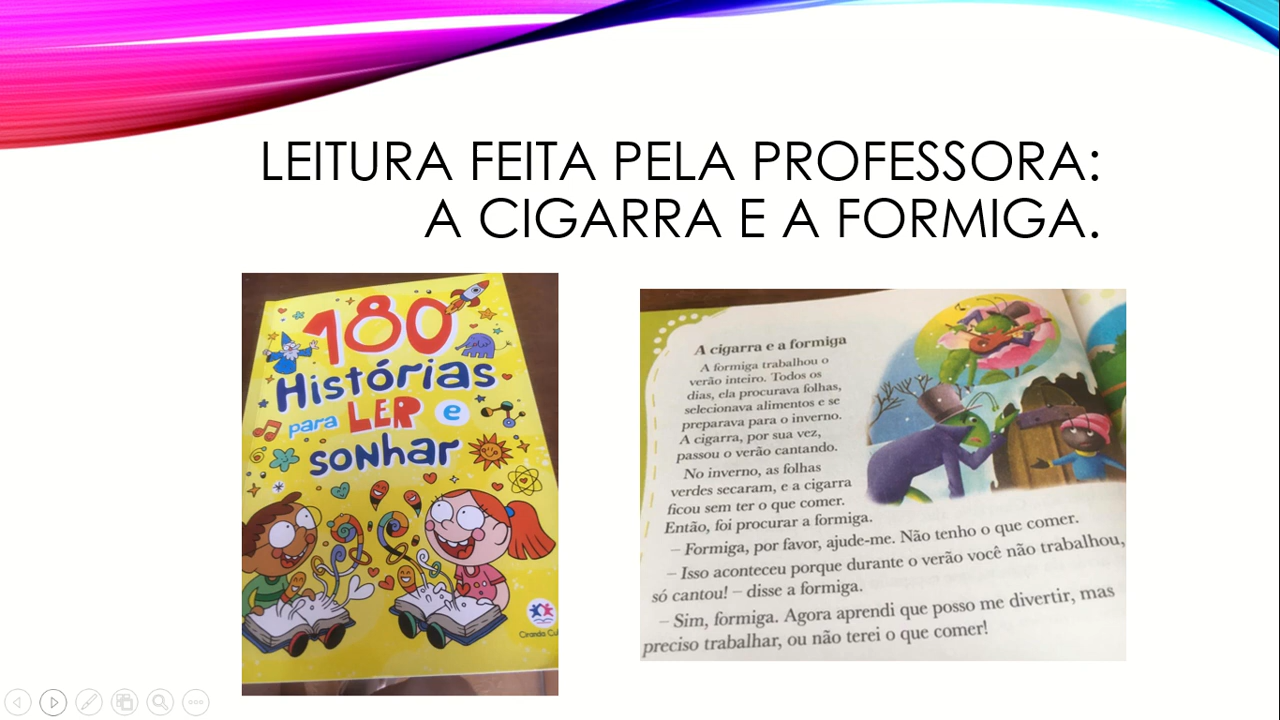 LEITURA FEITA PELA PROFESSORA:
A CIGARRA E A FORMIGA.
180
Histórias
para LER e
sonhar
Ciranda
A cigarra e a formiga
A formiga trabalhou o
verão inteiro. Todos os
dias, ela procurava folhas,
selecionava alimentos e se
preparava para o inverno.
A cigarra, por sua vez,
passou o verão cantando.
No inverno, as folhas
verdes secaram, e a cigarra
ficou sem ter o que comer.
Então, foi procurar a formiga.
– Formiga, por favor, ajude-me. Não tenho o que comer.
– Isso aconteceu porque durante o verão você não trabalhou,
só cantou! – disse a formiga.
– Sim, formiga. Agora aprendi que posso me divertir, mas
preciso trabalhar, ou não terei o que comer!